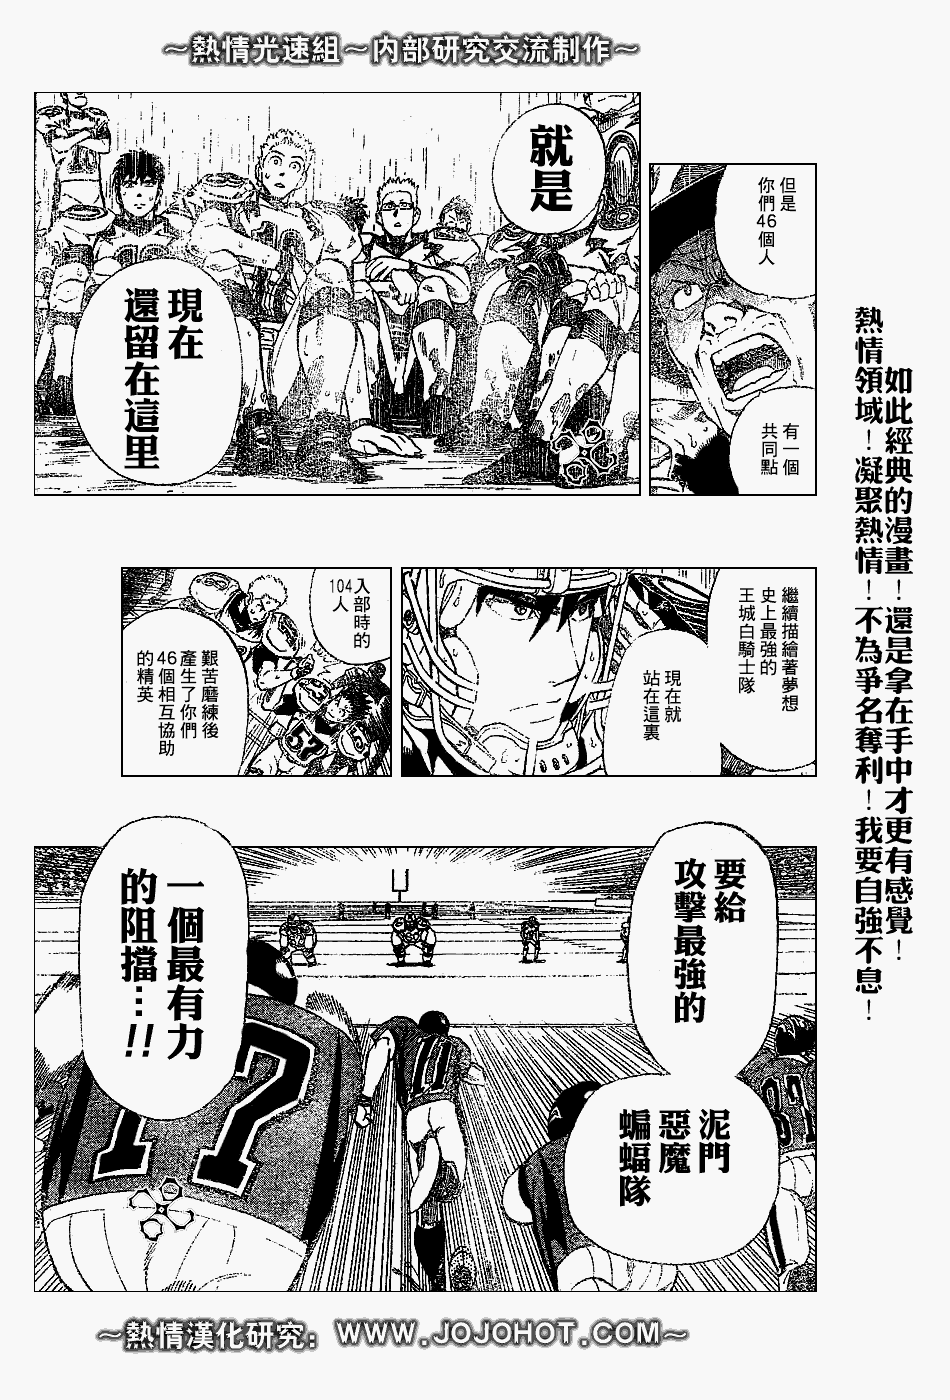 ～熱情光速組～内部研究交流制作～
但是
你們46個人
有一個
共同點
就是
現在
還留在這里
繼續描繪著夢想
史上最強的
王城白騎士隊
現在就
站在這裏
入部時的
104人
艱苦磨練後
產生了你們
46個相互協助
的精英
57
要給
攻擊最強的
泥門
惡魔
蝙蝠隊
一個最有力
的阻擋…!!
77
11
87
如此經典的漫畫！還是拿在手中才更有感覺！
熱情領域！凝聚熱情！不為爭名奪利！我要自強不息！
～熱情漢化研究：WWW.JOJOHOT.COM～